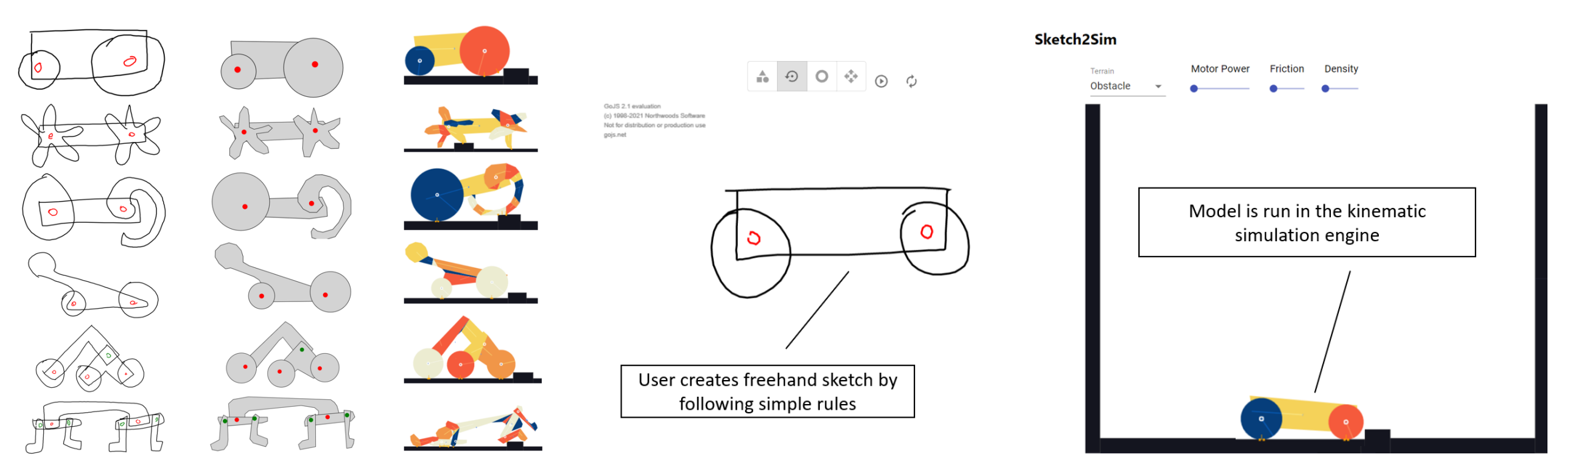 GoJS 2.1 evaluation
(c) 1998-2021 Northwoods Software
Not for distribution or production use
gojs.net
User creates freehand sketch by
following simple rules
Sketch2Sim
Terrain
Obstacle
Motor Power
Friction
Density
Model is run in the kinematic
simulation engine